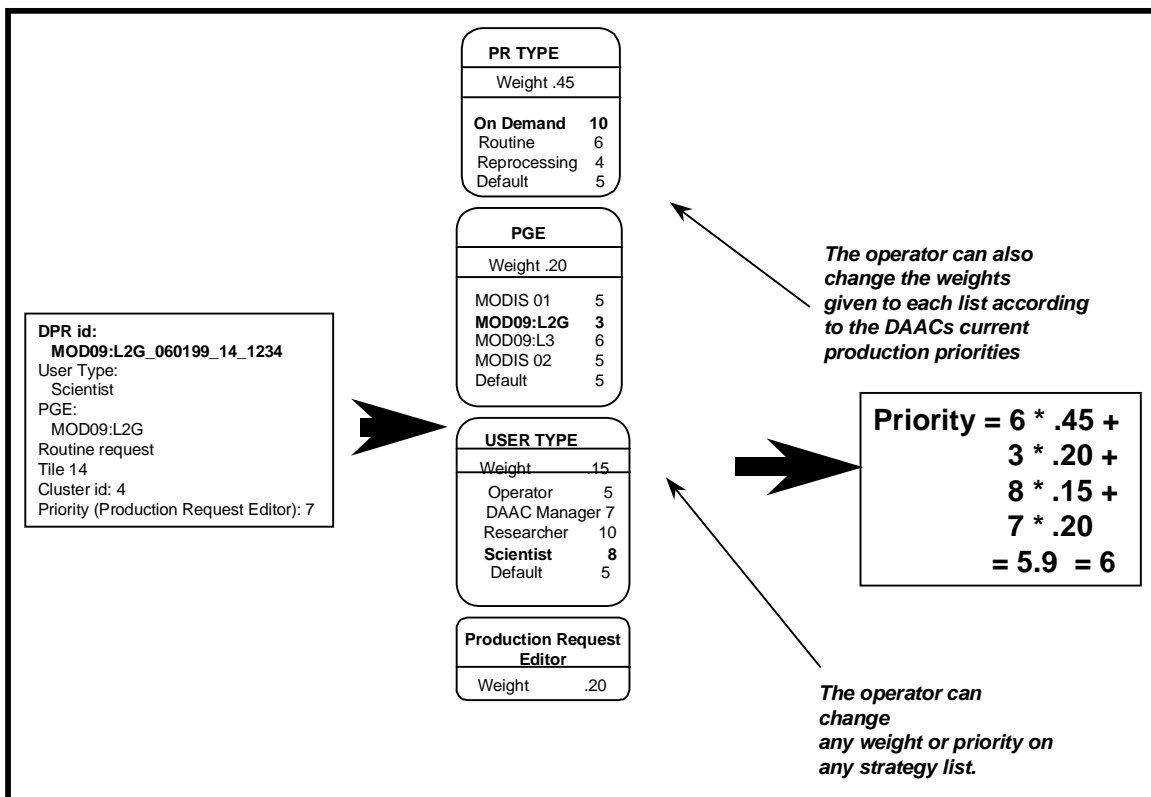 DPR id:
MOD09:L2G_060199_14_1234
User Type:
Scientist
PGE:
MOD09:L2G
Routine request
Tile 14
Cluster id: 4
Priority (Production Request Editor): 7
PR TYPE
Weight .45
On Demand 10
Routine 6
Reprocessing 4
Default 5
PGE
Weight .20
MODIS 01 5
MOD09:L2G 3
MOD09:L3 6
MODIS 02 5
Default 5
USER TYPE
Weight .15
Operator 5
DAAC Manager 7
Researcher 10
Scientist 8
Default 5
Production Request
Editor
Weight .20
The operator can also
change the weights
given to each list according
to the DAACs current
production priorities
Priority = 6 * .45 +
3 * .20 +
8 * .15 +
7 * .20
= 5.9 = 6
The operator can
change
any weight or priority on
any strategy list.